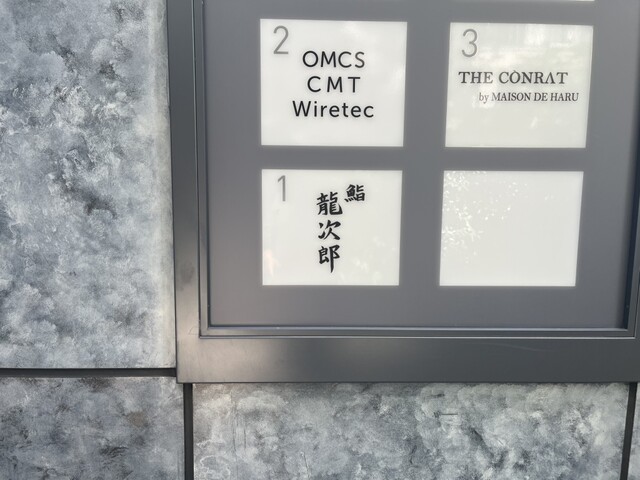 2
OMCS
CMT
Wiretec
3
THE CONRAT
by MAISON DE HARU
1
鮨
龍次郎